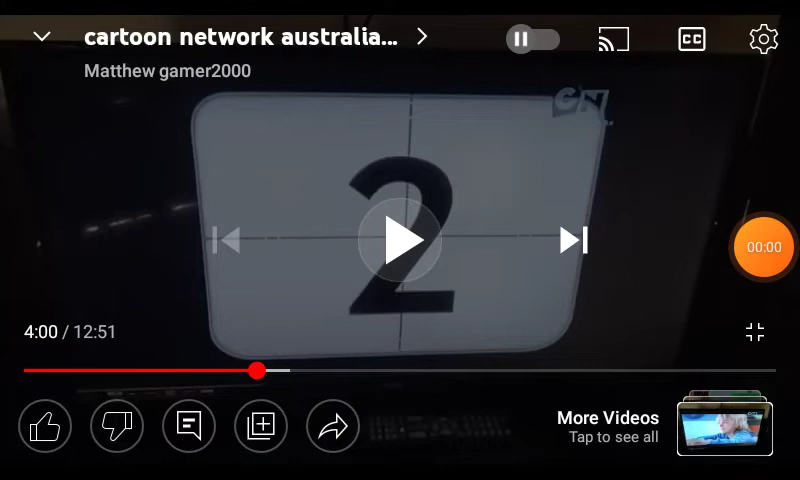 cartoon network australia...
Matthew gamer2000
CC
CN
2
00:00
4:00 / 12:51
More Videos
Tap to see all